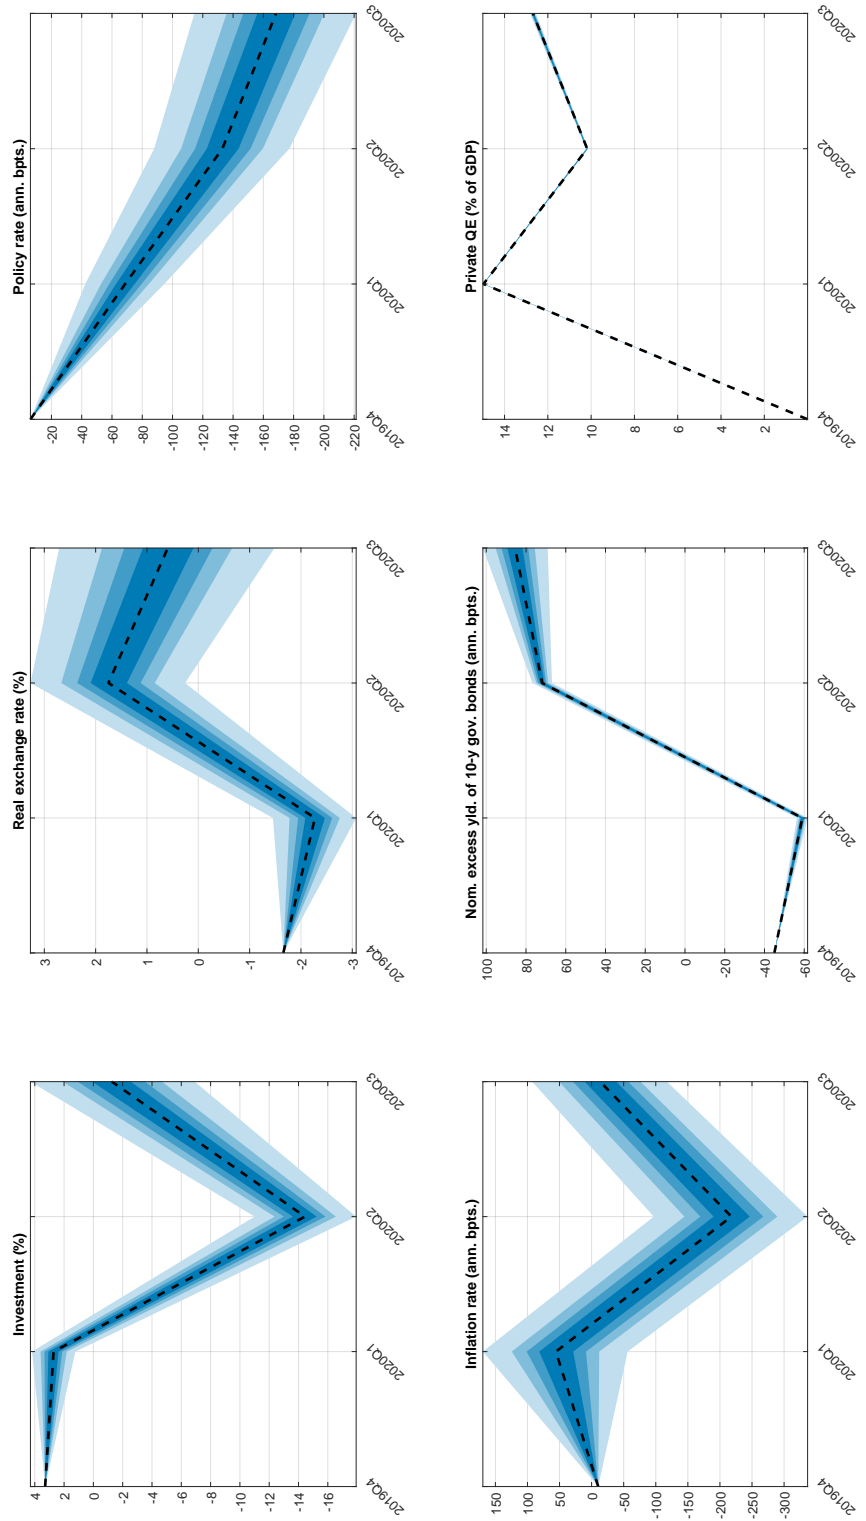 Investment (%)
4
2
0
-2
-4
-6
-8
-10
-12
-14
-16
2019Q4
2020Q1
2020Q2
2020Q3
Real exchange rate (%)
3
2
1
0
-1
-2
-3
2019Q4
2020Q1
2020Q2
2020Q3
Policy rate (ann. bpts.)
-20
-40
-60
-80
-100
-120
-140
-160
-180
-200
-220
2019Q4
2020Q1
2020Q2
2020Q3
Inflation rate (ann. bpts.)
150
100
50
0
-50
-100
-150
-200
-250
-300
2019Q4
2020Q1
2020Q2
2020Q3
Nom. excess yld. of 10-y gov. bonds (ann. bpts.)
100
80
60
40
20
0
-20
-40
-60
2019Q4
2020Q1
2020Q2
2020Q3
Private QE (% of GDP)
14
12
10
8
6
4
2
2019Q4
2020Q1
2020Q2
2020Q3